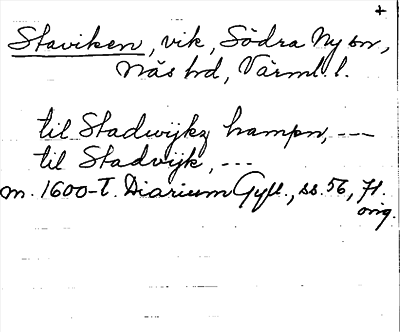 +
Staviken, vik, Södra Ny sn,
Näs hd, Värml l.
til Stadwijkz hampn, ---
til Stadvijk, ---
m. 1600-t. Diarium Gyll., ss. 56, 71.
orig.